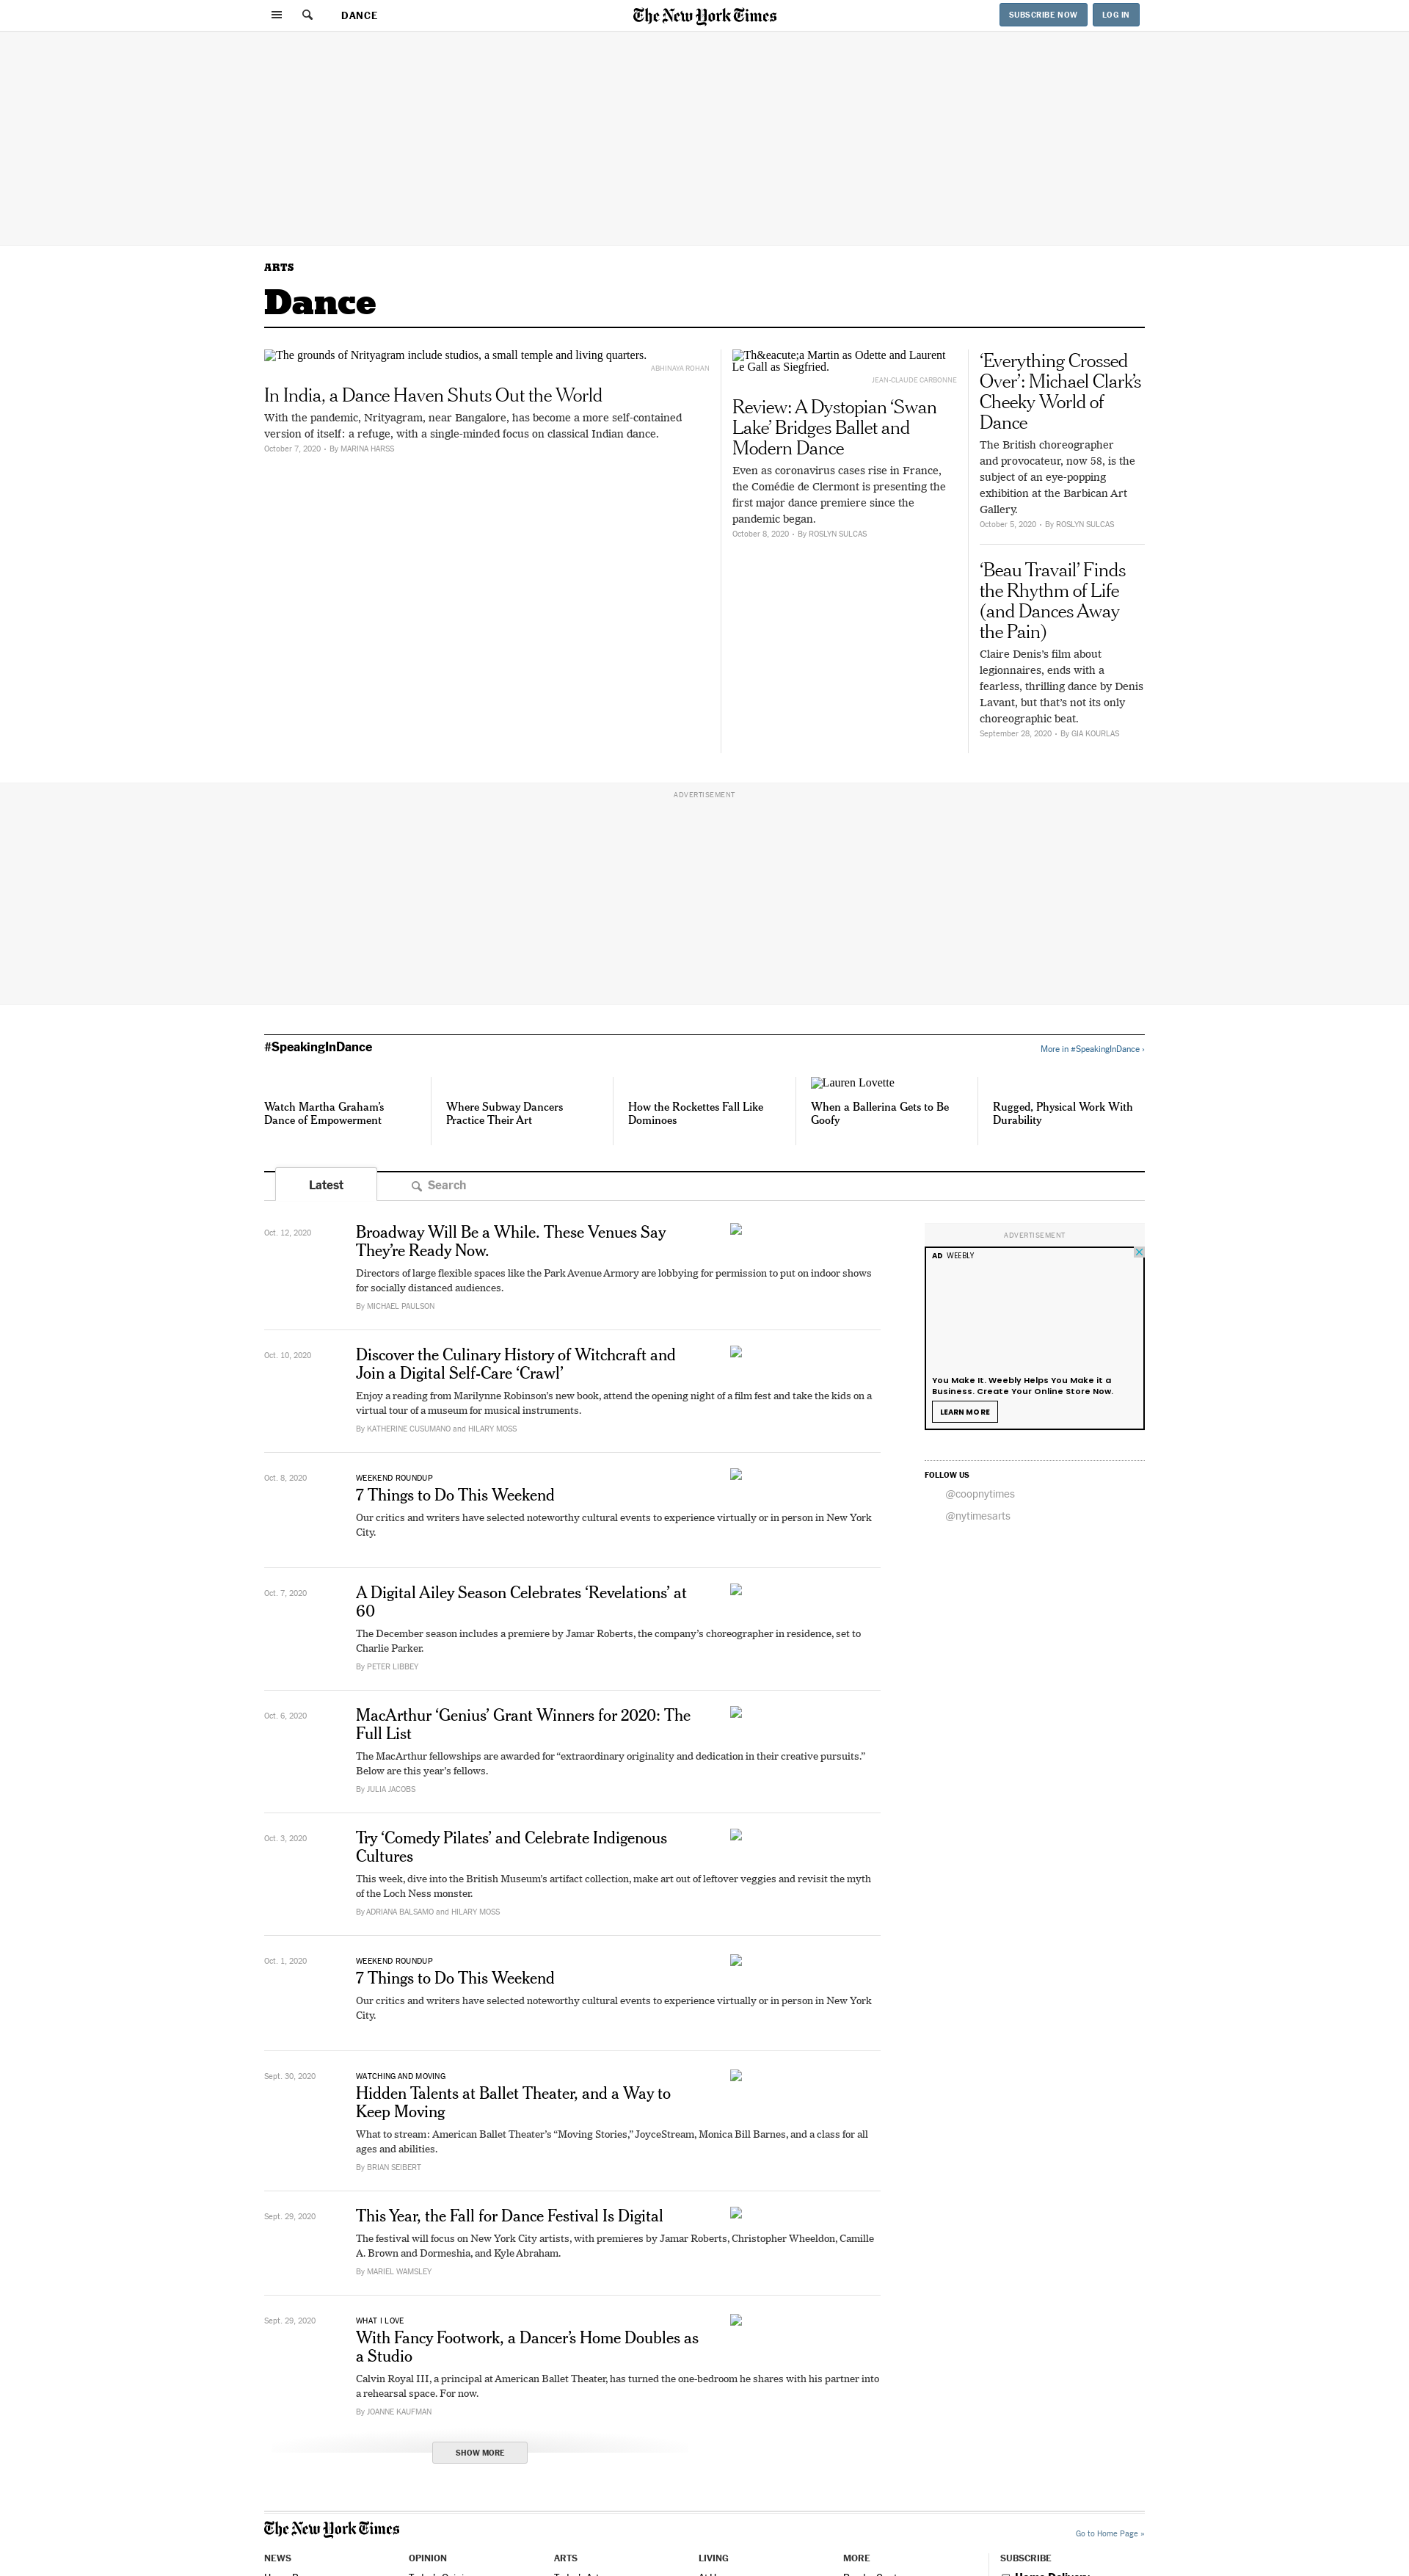 DANCE
The New York Times
SUBSCRIBE NOW
LOG IN
ARTS
Dance
The grounds of Nrityagram include studios, a small temple and living quarters.
ABHINAYA ROHAN
In India, a Dance Haven Shuts Out the World
With the pandemic, Nrityagram, near Bangalore, has become a more self-contained
version of itself: a refuge, with a single-minded focus on classical Indian dance.
October 7, 2020 • By MARINA HARSS
Th&eacute;a Martin as Odette and Laurent
Le Gall as Siegfried.
JEAN-CLAUDE CARBONNE
Review: A Dystopian ‘Swan
Lake’ Bridges Ballet and
Modern Dance
Even as coronavirus cases rise in France,
the Comédie de Clermont is presenting the
first major dance premiere since the
pandemic began.
October 8, 2020 • By ROSLYN SULCAS
‘Everything Crossed
Over’: Michael Clark’s
Cheeky World of
Dance
The British choreographer
and provocateur, now 58, is the
subject of an eye-popping
exhibition at the Barbican Art
Gallery.
October 5, 2020 • By ROSLYN SULCAS
‘Beau Travail’ Finds
the Rhythm of Life
(and Dances Away
the Pain)
Claire Denis’s film about
legionnaires, ends with a
fearless, thrilling dance by Denis
Lavant, but that’s not its only
choreographic beat.
September 28, 2020 • By GIA KOURLAS
ADVERTISEMENT
#SpeakingInDance
More in #SpeakingInDance ›
Watch Martha Graham’s
Dance of Empowerment
Where Subway Dancers
Practice Their Art
How the Rockettes Fall Like
Dominoes
Lauren Lovette
When a Ballerina Gets to Be
Goofy
Rugged, Physical Work With
Durability
Latest
Search
Oct. 12, 2020
Broadway Will Be a While. These Venues Say
They’re Ready Now.
Directors of large flexible spaces like the Park Avenue Armory are lobbying for permission to put on indoor shows
for socially distanced audiences.
By MICHAEL PAULSON
Oct. 10, 2020
Discover the Culinary History of Witchcraft and
Join a Digital Self-Care ‘Crawl’
Enjoy a reading from Marilynne Robinson’s new book, attend the opening night of a film fest and take the kids on a
virtual tour of a museum for musical instruments.
By KATHERINE CUSUMANO and HILARY MOSS
Oct. 8, 2020
WEEKEND ROUNDUP
7 Things to Do This Weekend
Our critics and writers have selected noteworthy cultural events to experience virtually or in person in New York
City.
Oct. 7, 2020
A Digital Ailey Season Celebrates ‘Revelations’ at
60
The December season includes a premiere by Jamar Roberts, the company’s choreographer in residence, set to
Charlie Parker.
By PETER LIBBEY
Oct. 6, 2020
MacArthur ‘Genius’ Grant Winners for 2020: The
Full List
The MacArthur fellowships are awarded for “extraordinary originality and dedication in their creative pursuits.”
Below are this year’s fellows.
By JULIA JACOBS
Oct. 3, 2020
Try ‘Comedy Pilates’ and Celebrate Indigenous
Cultures
This week, dive into the British Museum’s artifact collection, make art out of leftover veggies and revisit the myth
of the Loch Ness monster.
By ADRIANA BALSAMO and HILARY MOSS
Oct. 1, 2020
WEEKEND ROUNDUP
7 Things to Do This Weekend
Our critics and writers have selected noteworthy cultural events to experience virtually or in person in New York
City.
Sept. 30, 2020
WATCHING AND MOVING
Hidden Talents at Ballet Theater, and a Way to
Keep Moving
What to stream: American Ballet Theater’s “Moving Stories,” JoyceStream, Monica Bill Barnes, and a class for all
ages and abilities.
By BRIAN SEIBERT
Sept. 29, 2020
This Year, the Fall for Dance Festival Is Digital
The festival will focus on New York City artists, with premieres by Jamar Roberts, Christopher Wheeldon, Camille
A. Brown and Dormeshia, and Kyle Abraham.
By MARIEL WAMSLEY
Sept. 29, 2020
WHAT I LOVE
With Fancy Footwork, a Dancer’s Home Doubles as
a Studio
Calvin Royal III, a principal at American Ballet Theater, has turned the one-bedroom he shares with his partner into
a rehearsal space. For now.
By JOANNE KAUFMAN
SHOW MORE
ADVERTISEMENT
AD WEEBLY
You Make It. Weebly Helps You Make it a
Business. Create Your Online Store Now.
LEARN MORE
FOLLOW US
@coopnytimes
@nytimesarts
The New York Times
Go to Home Page »
NEWS
OPINION
ARTS
LIVING
MORE
SUBSCRIBE